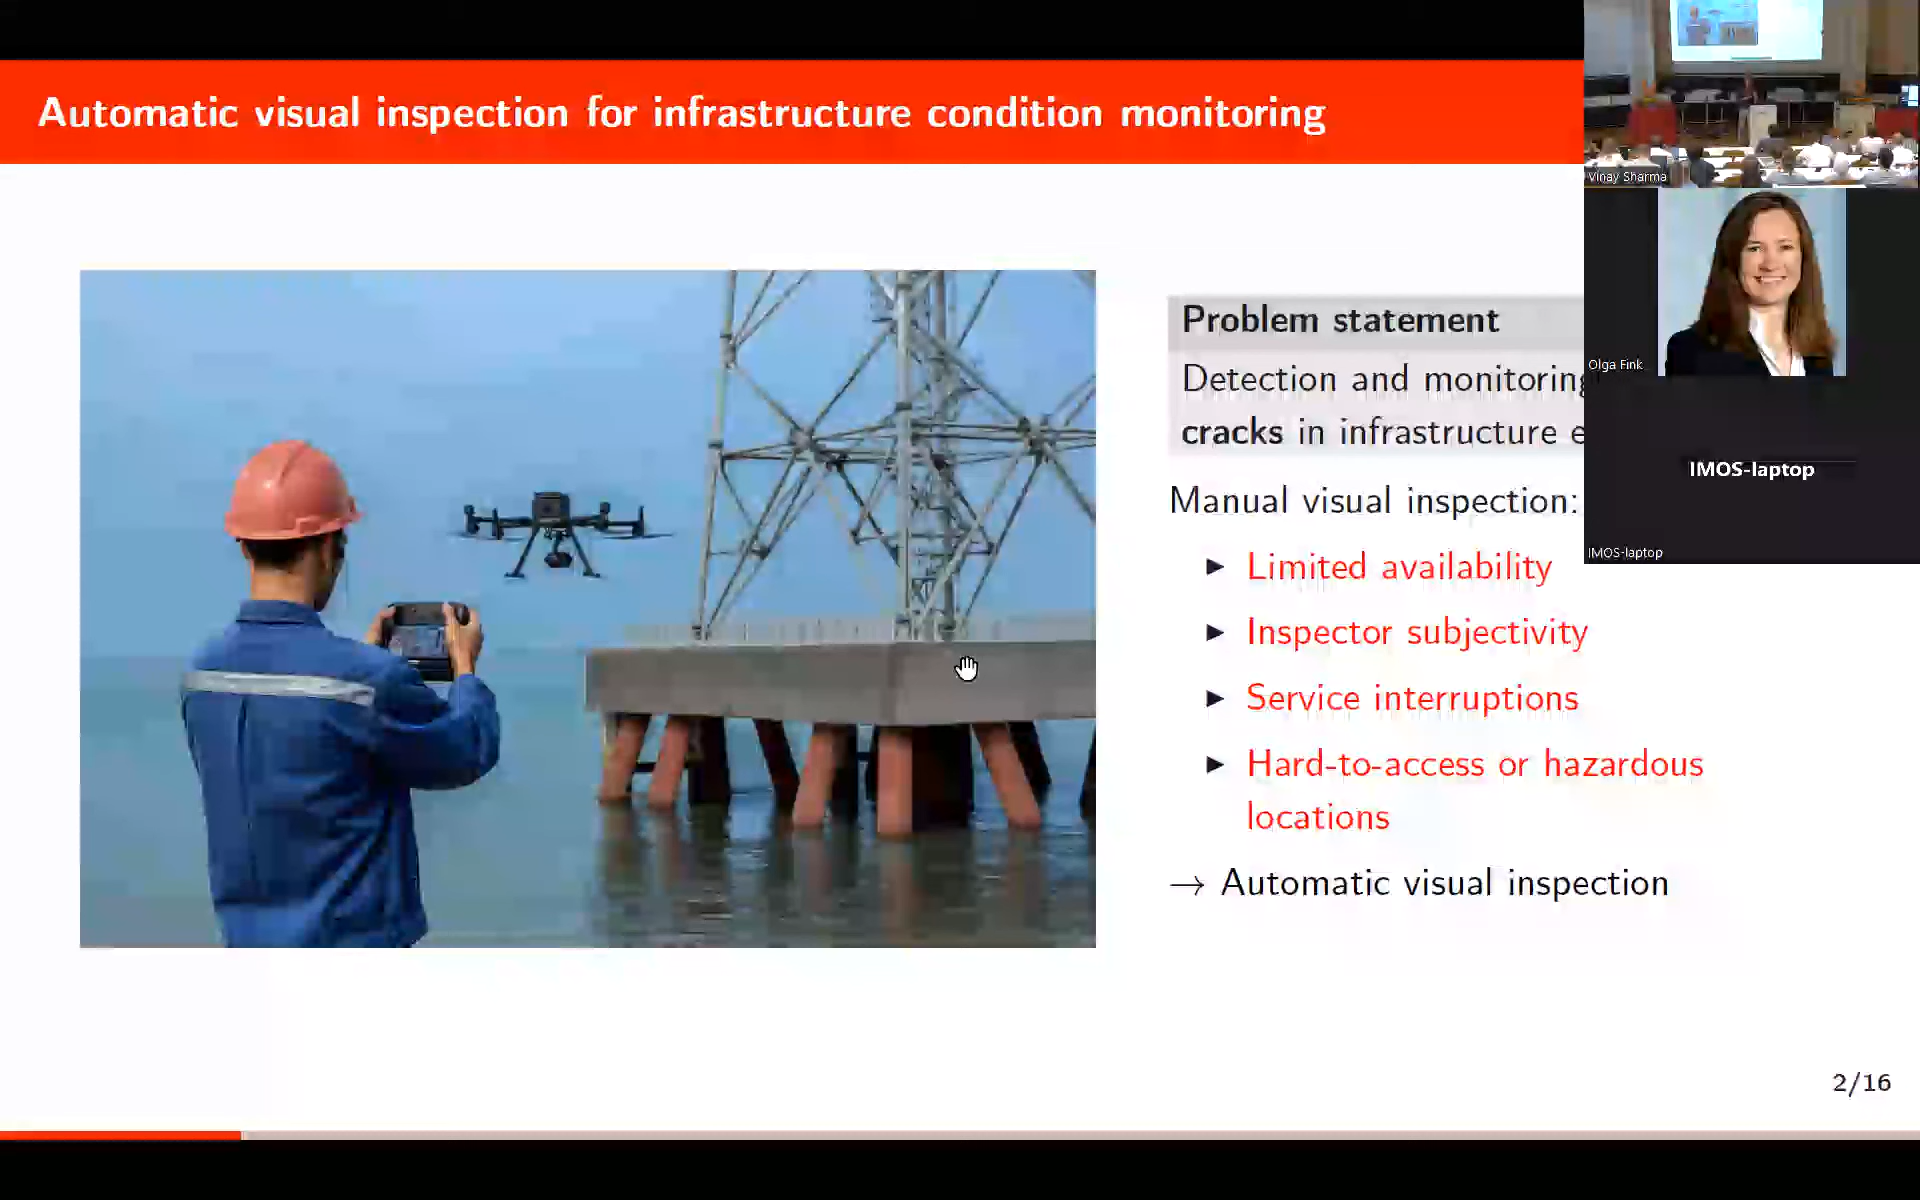 Automatic visual inspection for infrastructure condition monitoring
Problem statement
Detection and monitoring
cracks in infrastructure
Manual visual inspection:
Limited availability
Inspector subjectivity
Service interruptions
Hard-to-access or hazardous
locations
→ Automatic visual inspection
2/16
Vinay Sharma
Olga Fink
IMOS-laptop
IMOS-laptop